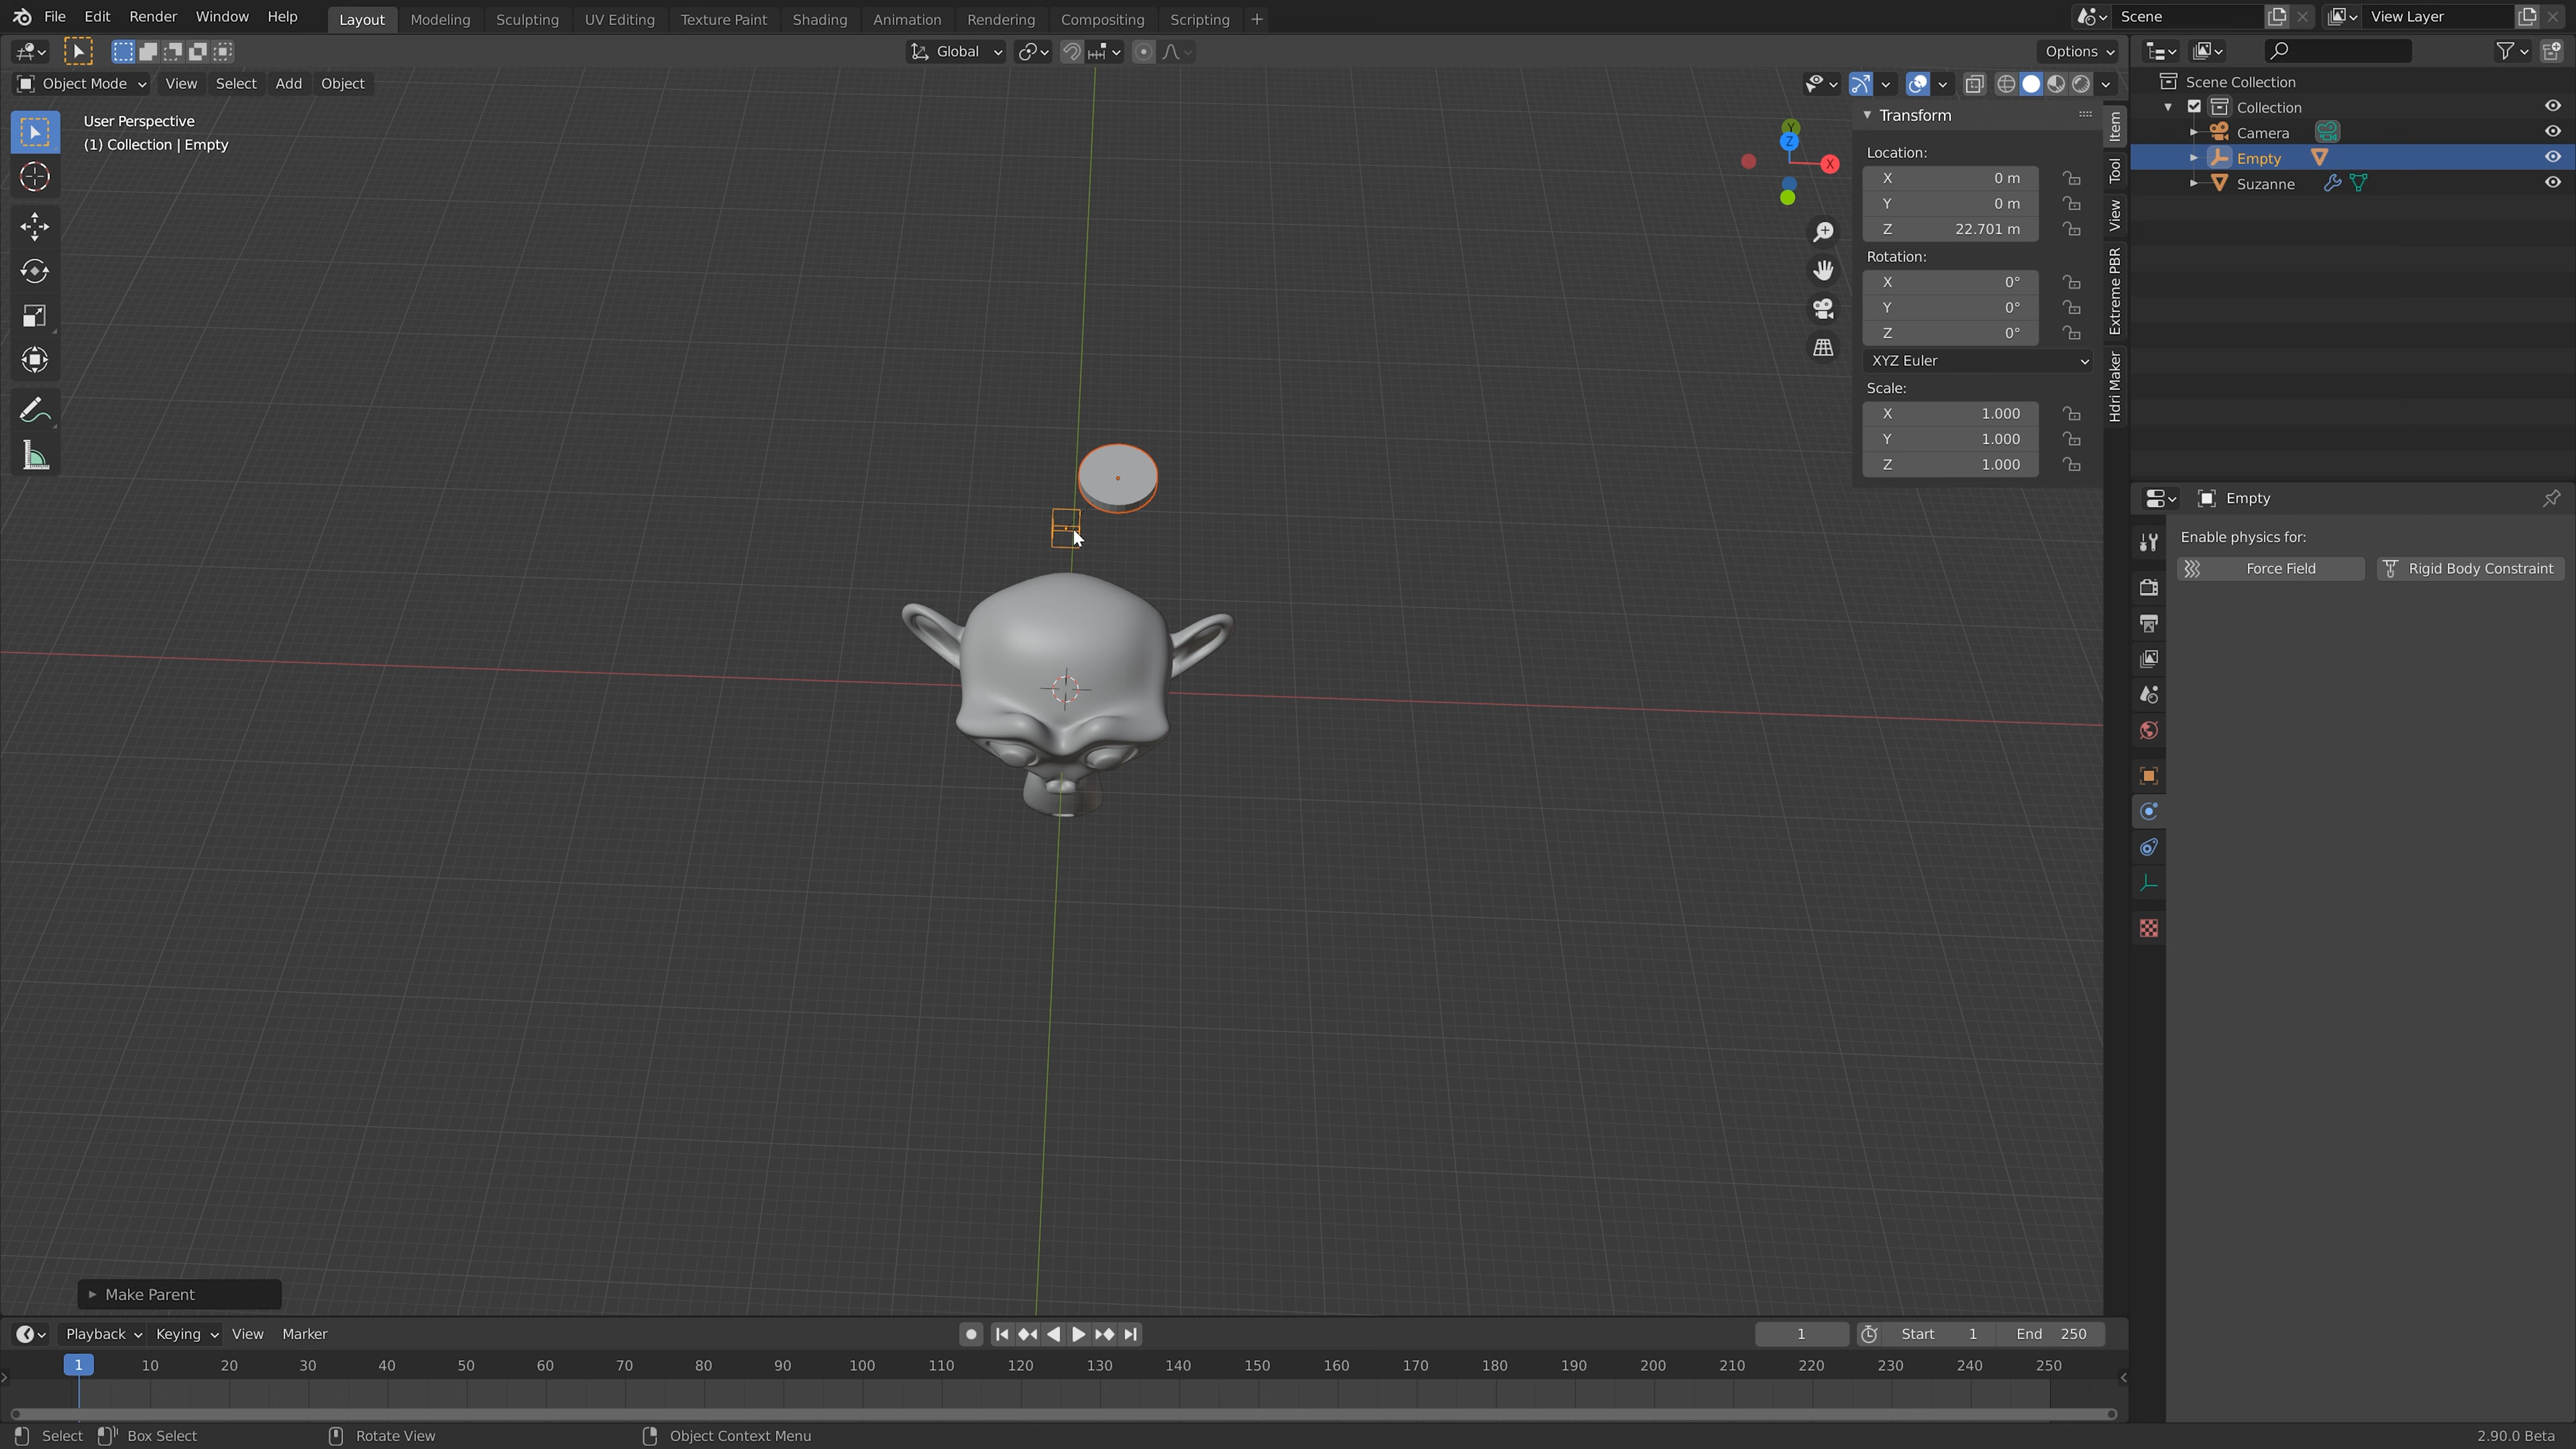 File Edit Render Window Help Layout Modeling Sculpting UV Editing Texture Paint Shading Animation Rendering Compositing Scripting + Scene View Layer
Global Options
Object Mode View Select Add Object
User Perspective
(1) Collection | Empty
Y
Z
X
Transform
Location:
X 0 m
Y 0 m
Z 22.701 m
Rotation:
X 0°
Y 0°
Z 0°
XYZ Euler
Scale:
X 1.000
Y 1.000
Z 1.000
Item
Tool
View
Extreme PBR
Hdri Maker
Scene Collection
Collection
Camera
Empty
Suzanne
Empty
Enable physics for:
Force Field Rigid Body Constraint
Make Parent
Playback Keying View Marker 1 Start 1 End 250
1 10 20 30 40 50 60 70 80 90 100 110 120 130 140 150 160 170 180 190 200 210 220 230 240 250
Select Box Select Rotate View Object Context Menu 2.90.0 Beta